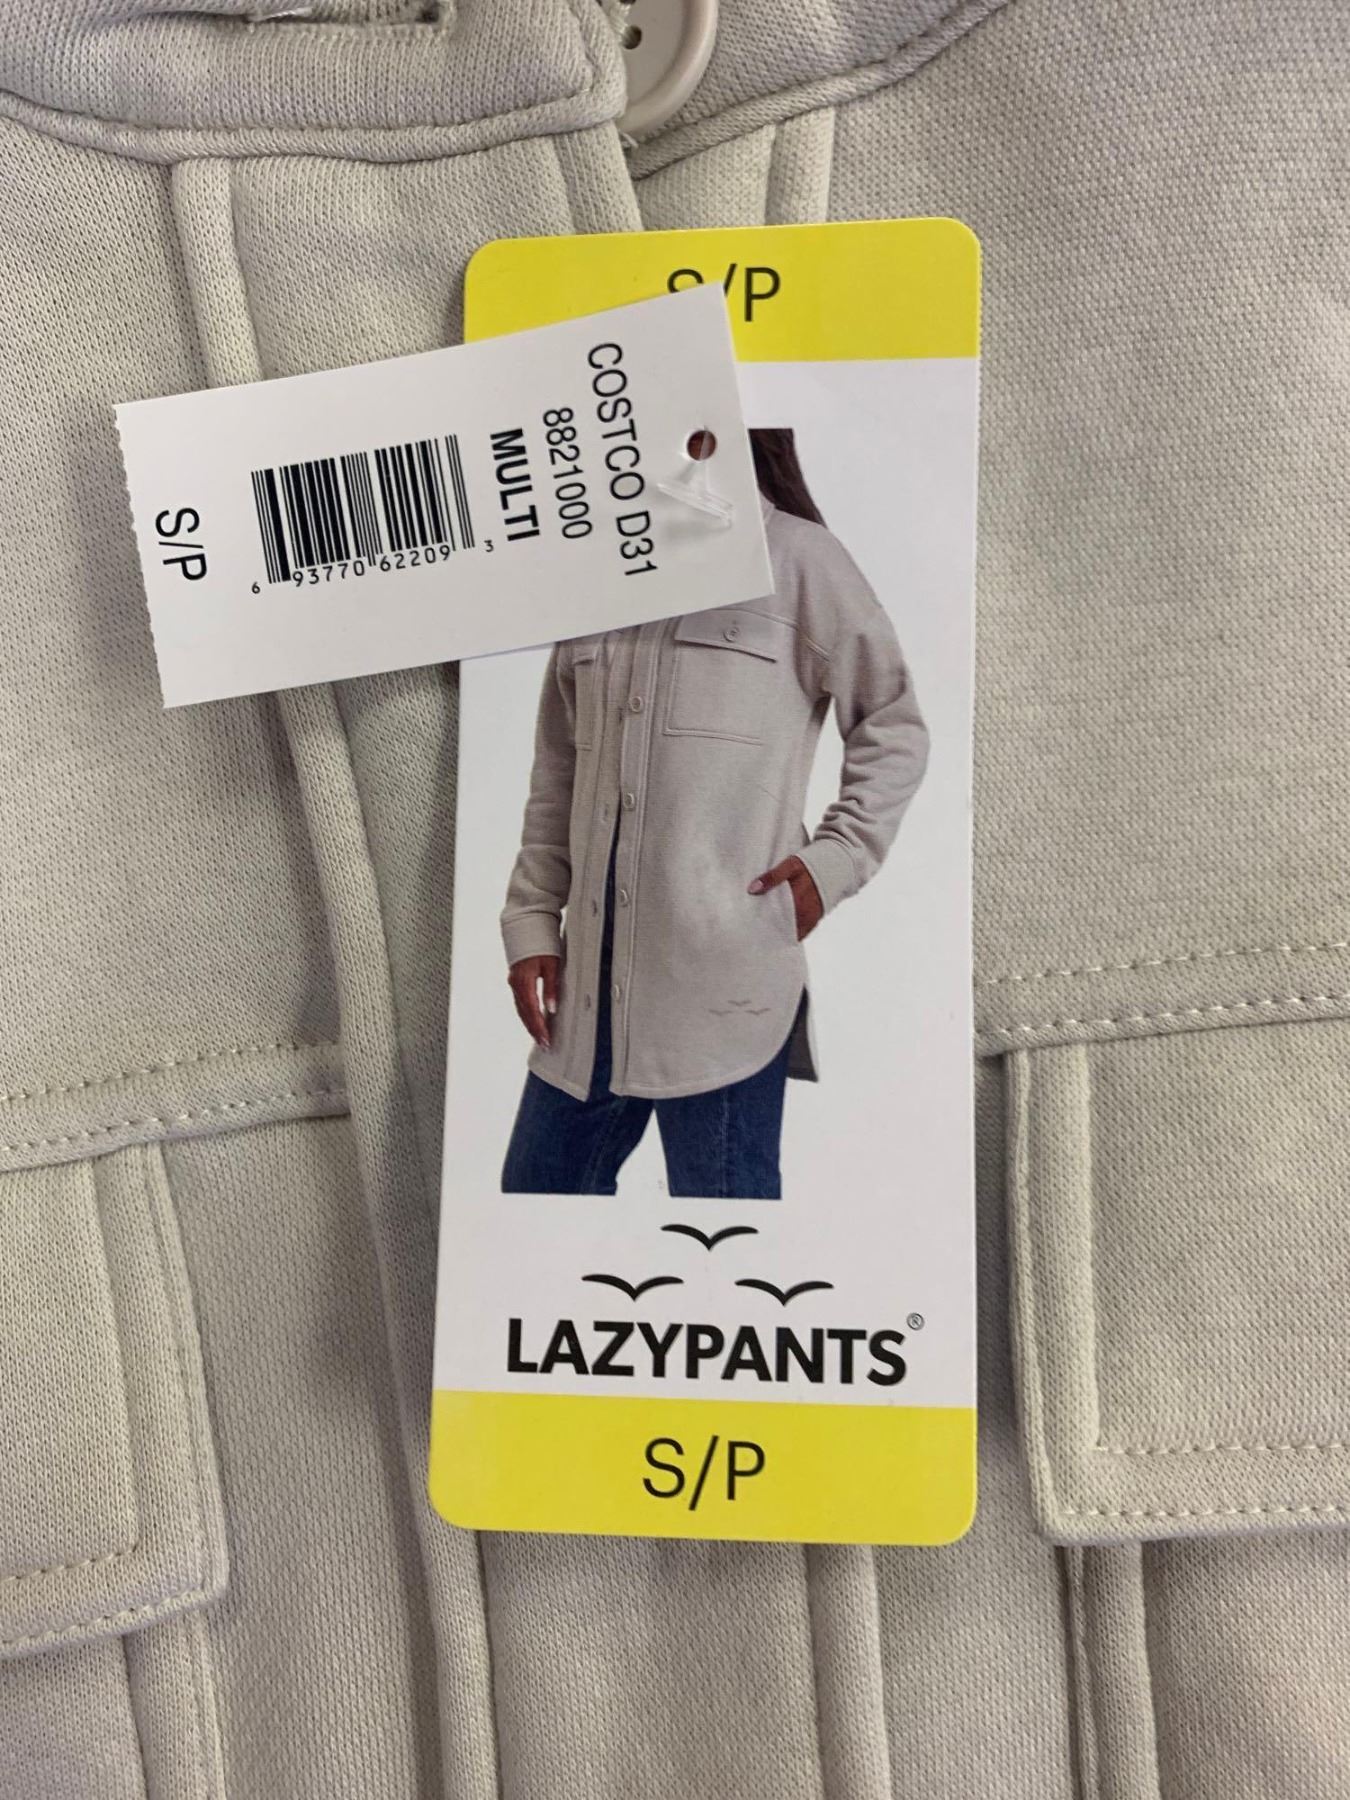 S/P
COSTCO D31
8821000
MULTI
6 93770 62209 3
S/P
LAZYPANTS®
S/P